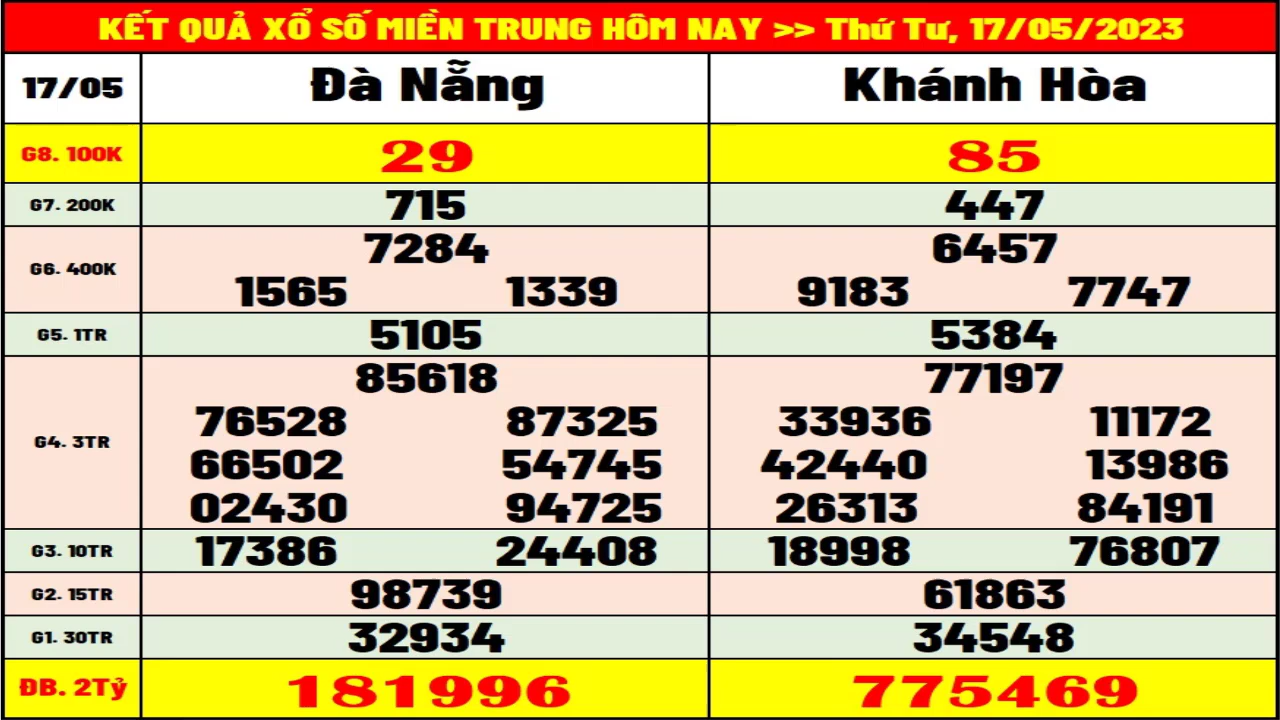 KẾT QUẢ XỔ SỐ MIỀN TRUNG HÔM NAY >> Thứ Tư, 17/05/2023
17/05 Đà Nẵng Khánh Hòa
G8. 100K 29 85
G7. 200K 715 447
7284 6457
G6. 400K
1565 1339 9183 7747
G5. 1TR 5105 5384
85618 77197
76528 87325 33936 11172
G4. 3TR
66502 54745 42440 13986
02430 94725 26313 84191
G3. 10TR 17386 24408 18998 76807
G2. 15TR 98739 61863
G1. 30TR 32934 34548
ĐB. 2Tỷ 181996 775469